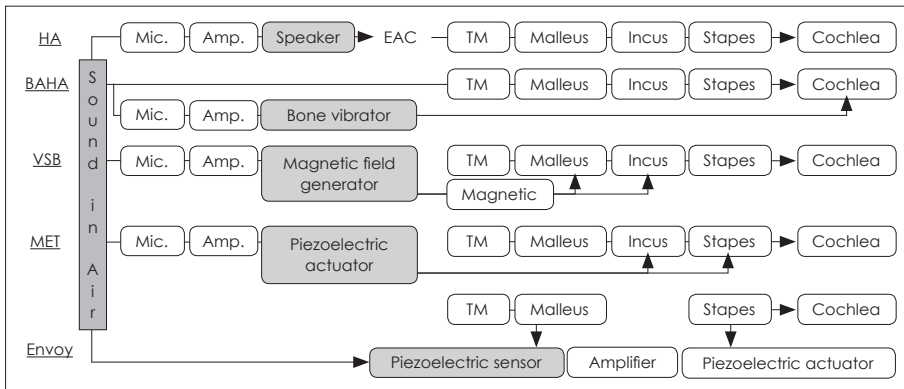 HA Mic. Amp. Speaker EAC TM Malleus Incus Stapes Cochlea
Sound in Air
BAHA TM Malleus Incus Stapes Cochlea
Mic. Amp. Bone vibrator
VSB Mic. Amp. Magnetic field generator TM Malleus Incus Stapes Cochlea
Magnetic
MET Mic. Amp. Piezoelectric actuator TM Malleus Incus Stapes Cochlea
TM Malleus Stapes Cochlea
Envoy Piezoelectric sensor Amplifier Piezoelectric actuator